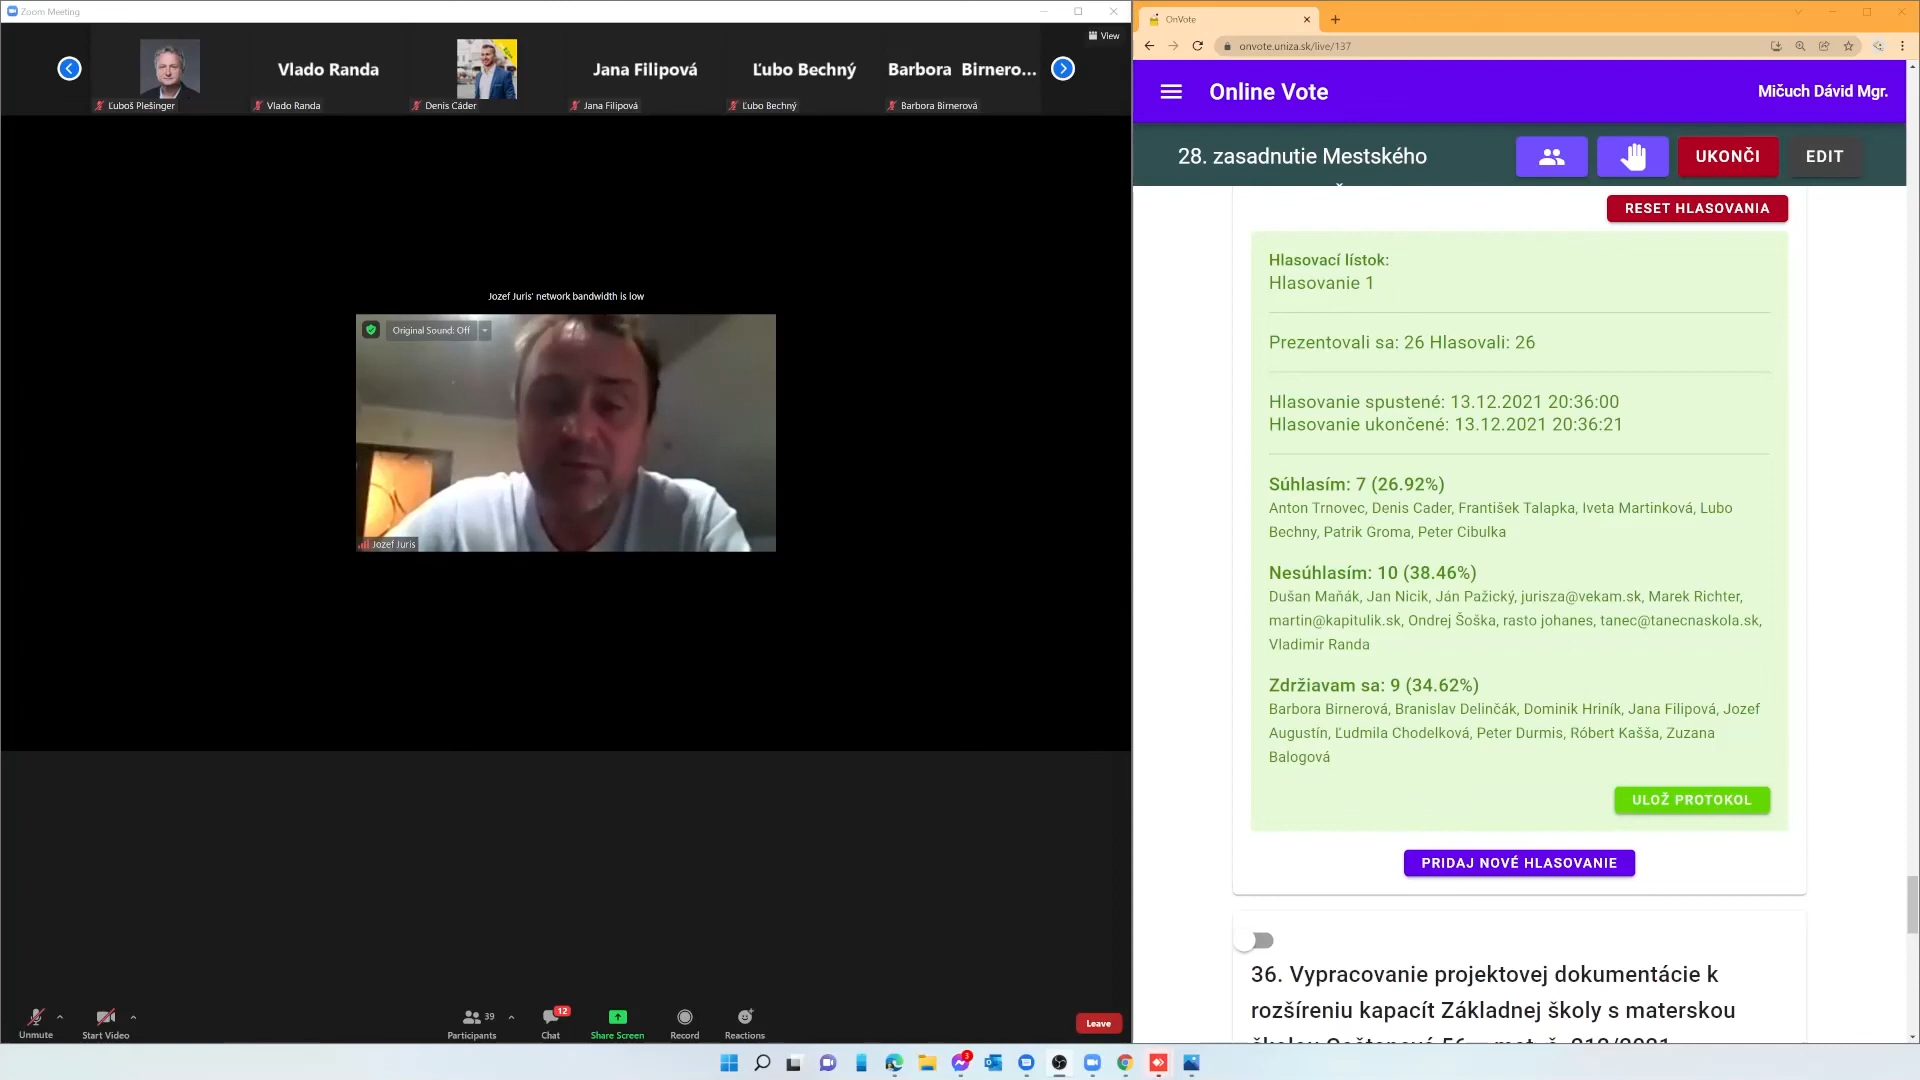 Zoom Meeting
View
Vlado Randa
Jana Filipová
Ľubo Bechný
Barbora Birnero...
Ľuboš Plešinger
Vlado Randa
Denis Cáder
Jana Filipová
Ľubo Bechný
Barbora Birnerová
Jozef Juris' network bandwidth is low
Original Sound: Off
Jozef Juris
Unmute
Start Video
39
Participants
12
Chat
Share Screen
Record
Reactions
Leave
OnVote
onvote.uniza.sk/live/137
Online Vote
Mičuch Dávid Mgr.
28. zasadnutie Mestského
UKONČI
EDIT
RESET HLASOVANIA
Hlasovací lístok:
Hlasovanie 1
Prezentovali sa: 26 Hlasovali: 26
Hlasovanie spustené: 13.12.2021 20:36:00
Hlasovanie ukončené: 13.12.2021 20:36:21
Súhlasím: 7 (26.92%)
Anton Trnovec, Denis Cader, František Talapka, Iveta Martinková, Lubo
Bechny, Patrik Groma, Peter Cibulka
Nesúhlasím: 10 (38.46%)
Dušan Maňák, Jan Nicik, Ján Pažický, jurisza@vekam.sk, Marek Richter,
martin@kapitulik.sk, Ondrej Šoška, rasto johanes, tanec@tanecnaskola.sk,
Vladimir Randa
Zdržiavam sa: 9 (34.62%)
Barbora Birnerová, Branislav Delinčák, Dominik Hriník, Jana Filipová, Jozef
Augustín, Ľudmila Chodelková, Peter Durmis, Róbert Kašša, Zuzana
Balogová
ULOŽ PROTOKOL
PRIDAJ NOVÉ HLASOVANIE
36. Vypracovanie projektovej dokumentácie k
rozšíreniu kapacít Základnej školy s materskou
3